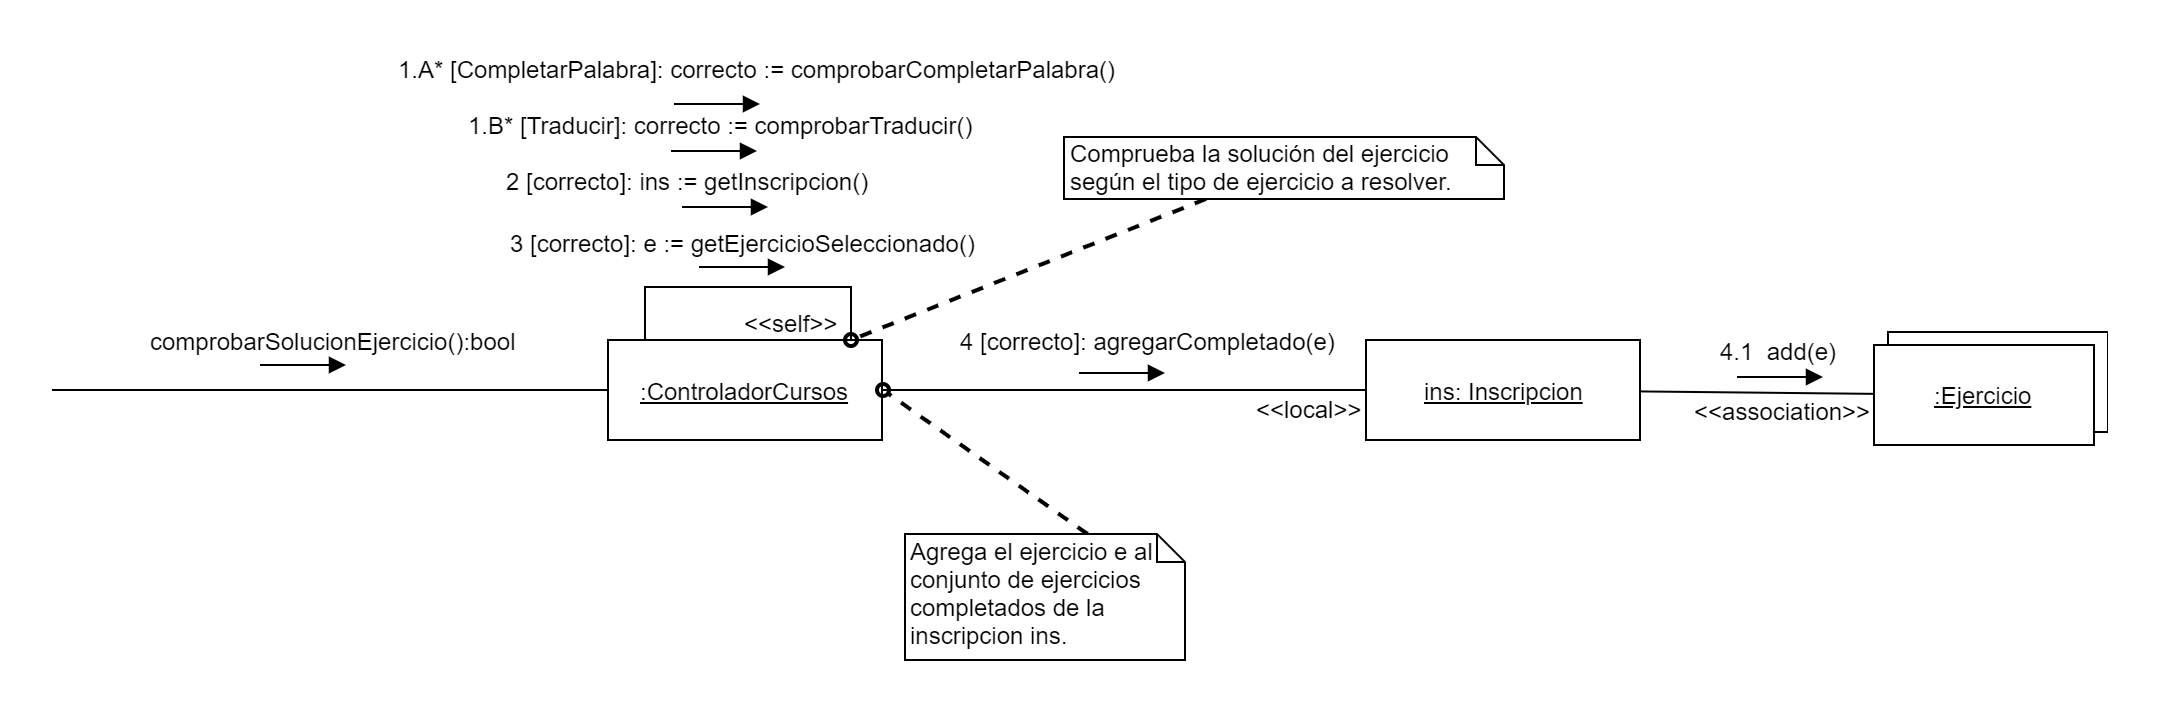 1.A* [CompletarPalabra]: correcto := comprobarCompletarPalabra()
1.B* [Traducir]: correcto := comprobarTraducir()
2 [correcto]: ins := getInscripcion()
3 [correcto]: e := getEjercicioSeleccionado()
Comprueba la solución del ejercicio
según el tipo de ejercicio a resolver.
<<self>>
comprobarSolucionEjercicio():bool
:ControladorCursos
4 [correcto]: agregarCompletado(e)
<<local>>
ins: Inscripcion
4.1  add(e)
<<association>>
:Ejercicio
Agrega el ejercicio e al
conjunto de ejercicios
completados de la
inscripcion ins.